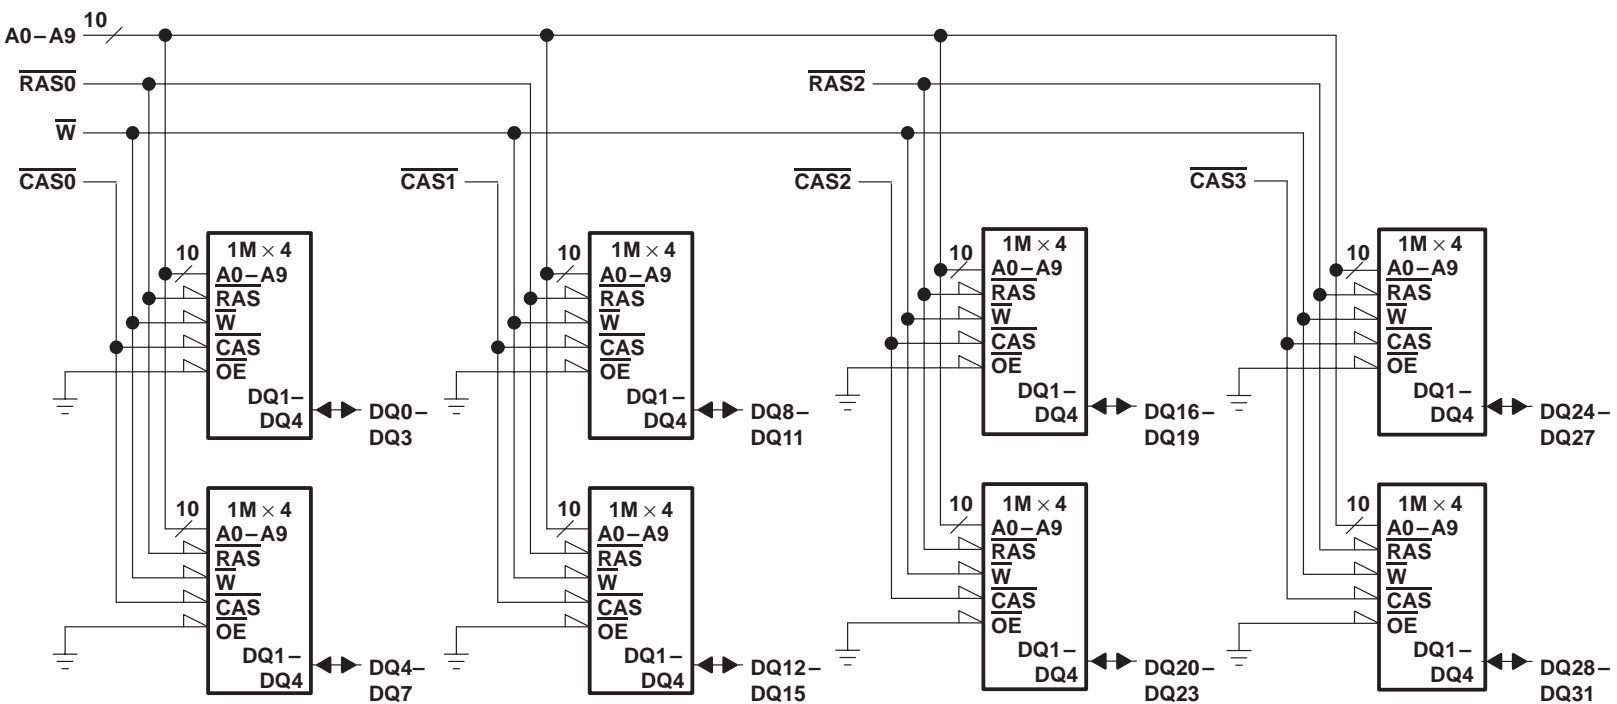 10
A0–A9
RAS0
RAS2
W
CAS0
CAS1
CAS2
CAS3
10
1M × 4
A0–A9
RAS
W
CAS
OE
DQ1–
DQ4
DQ0–
DQ3
10
1M × 4
A0–A9
RAS
W
CAS
OE
DQ1–
DQ4
DQ8–
DQ11
10
1M × 4
A0–A9
RAS
W
CAS
OE
DQ1–
DQ4
DQ16–
DQ19
10
1M × 4
A0–A9
RAS
W
CAS
OE
DQ1–
DQ4
DQ24–
DQ27
10
1M × 4
A0–A9
RAS
W
CAS
OE
DQ1–
DQ4
DQ4–
DQ7
10
1M × 4
A0–A9
RAS
W
CAS
OE
DQ1–
DQ4
DQ12–
DQ15
10
1M × 4
A0–A9
RAS
W
CAS
OE
DQ1–
DQ4
DQ20–
DQ23
10
1M × 4
A0–A9
RAS
W
CAS
OE
DQ1–
DQ4
DQ28–
DQ31